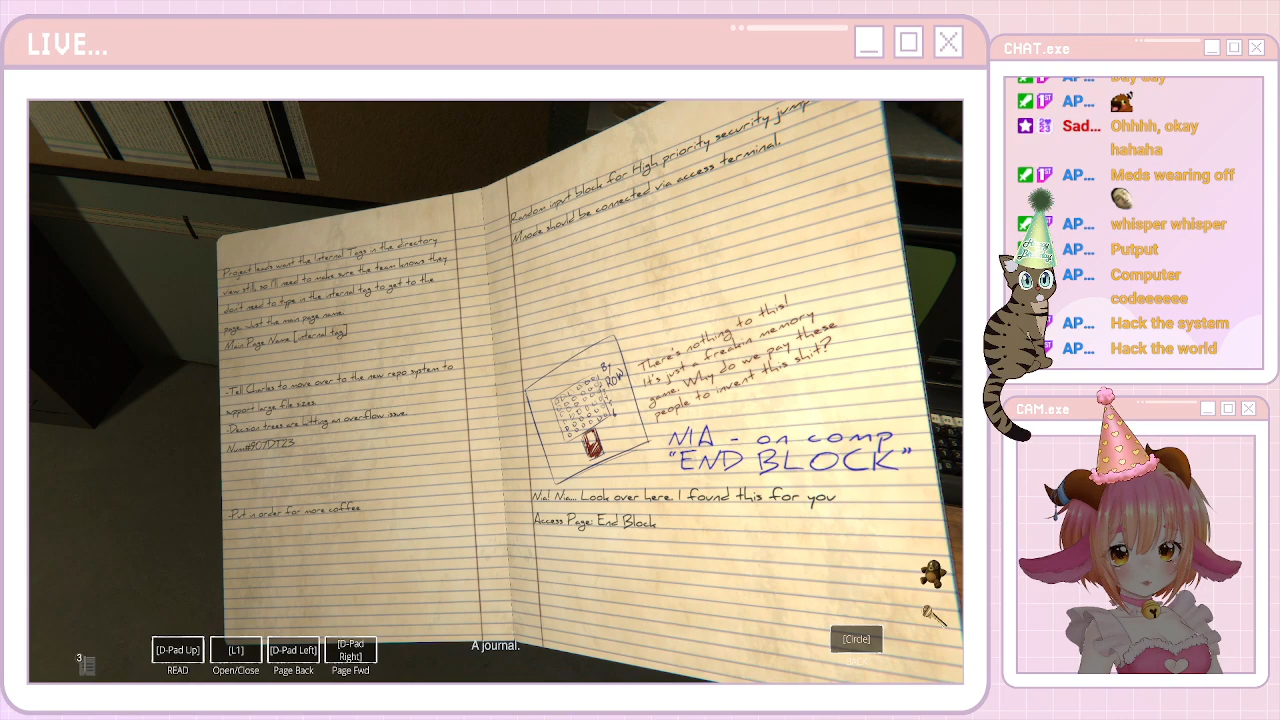 LIVE...
Project leads want the Internal Tags in the directory
view still, so I'll need to make sure the team knows they
don't need to type in the internal tag to get to the
page, just the main page name.
Main Page Name [internal tag]
-Tell Charles to move over to the new repo system to
support large file sizes.
-Decision trees are hitting an overflow issue.
Num#907DT23
-Put in order for more coffee
Random input block for High priority security jump
Mnode should be connected via access terminal.
By
ROW
There's nothing to this!
It's just a freakin memory
game. Why do we pay these
people to invent this shit?
NIA - on comp
"END BLOCK"
Nia! Nia... Look over here. I found this for you
Access Page: End Block
3
[D-Pad Up]
READ
[L1]
Open/Close
[D-Pad Left]
Page Back
[D-Pad
Right]
Page Fwd
A journal.
[Circle]
CHAT.exe
AP...
AP...
Sad... Ohhhh, okay
hahaha
AP... Meds wearing off
AP... whisper whisper
AP... Putput
AP... Computer
codeeeeee
AP... Hack the system
AP... Hack the world
CAM.exe